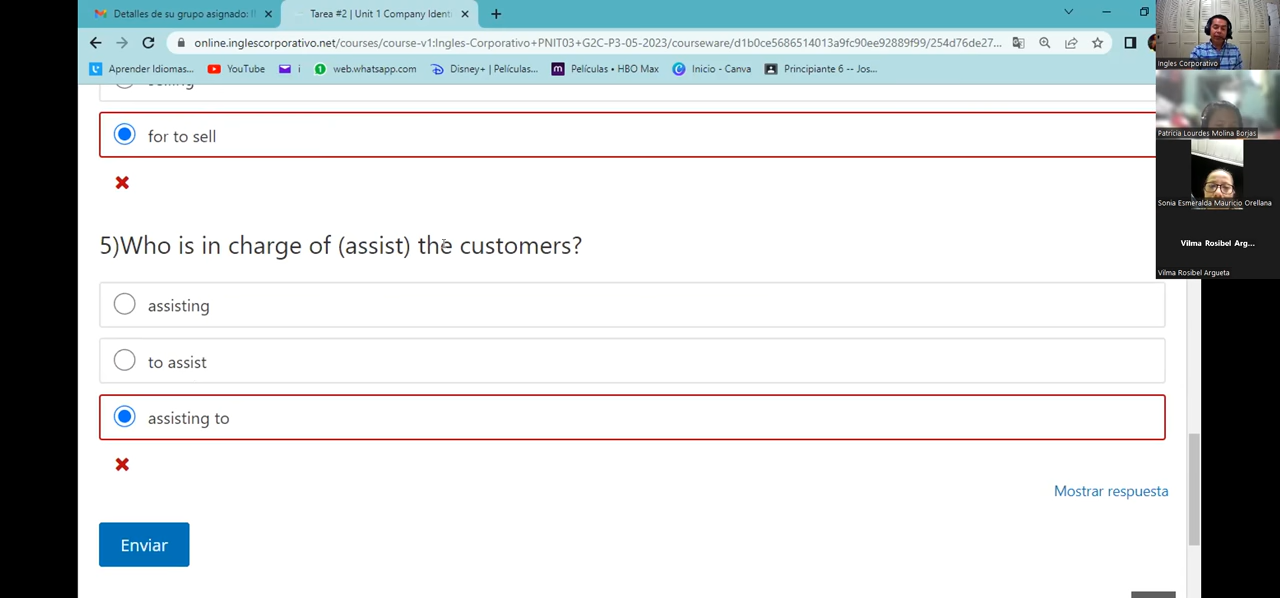 Detalles de su grupo asignado: I
Tarea #2 | Unit 1 Company Identi
online.inglescorporativo.net/courses/course-v1:Ingles-Corporativo+PNIT03+G2C-P3-05-2023/courseware/d1b0ce5686514013a9fc90ee92889f99/254d76de27...
Aprender Idiomas...
YouTube
i
web.whatsapp.com
Disney+ | Películas...
Películas • HBO Max
Inicio - Canva
Principiante 6 -- Jos...
Ingles Corporativo
Patricia Lourdes Molina Borjas
Sonia Esmeralda Mauricio Orellana
Vilma Rosibel Arg...
Vilma Rosibel Argueta
selling
for to sell
5)Who is in charge of (assist) the customers?
assisting
to assist
assisting to
Mostrar respuesta
Enviar